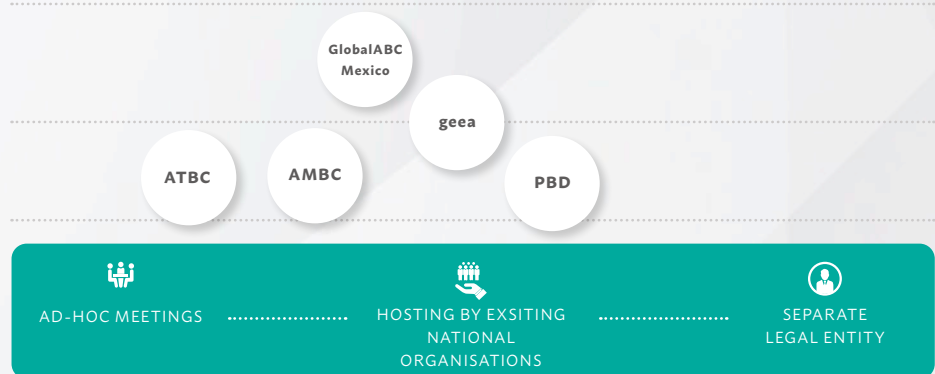 GlobalABC
Mexico
geea
ATBC
AMBC
PBD
AD-HOC MEETINGS
HOSTING BY EXSITING
NATIONAL
ORGANISATIONS
SEPARATE
LEGAL ENTITY